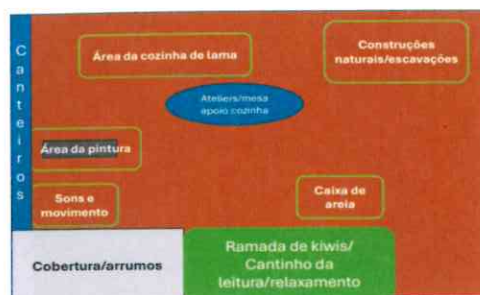 Canteiros
Área da cozinha de lama
Construções
naturais/escavações
Ateliers/mesa
apoio cozinha
Área da pintura
Sons e
movimento
Caixa de
areia
Cobertura/arrumos
Ramada de kiwis/
Cantinho da
leitura/relaxamento